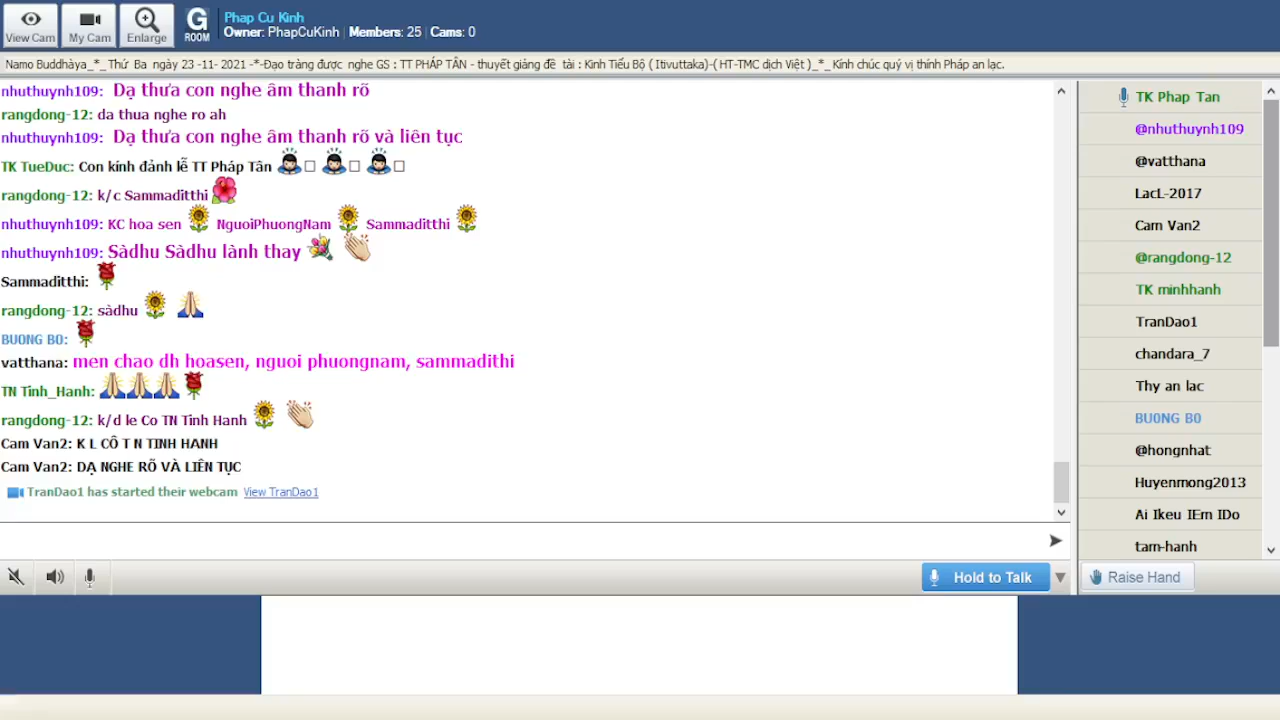 View Cam
My Cam
Enlarge
G ROOM
Phap Cu Kinh
Owner: PhapCuKinh | Members: 25 | Cams: 0
Namo Buddhàya_*_Thứ Ba ngày 23 -11- 2021 -*-Đạo tràng được nghe GS : TT PHÁP TÂN - thuyết giảng đề tài : Kinh Tiểu Bộ ( Itivuttaka)-( HT-TMC dịch Việt )_*_Kính chúc quý vị thính Pháp an lạc.
nhuthuynh109: Dạ thưa con nghe âm thanh rõ
rangdong-12: da thua nghe ro ah
nhuthuynh109: Dạ thưa con nghe âm thanh rõ và liên tục
TK TueDuc: Con kính đảnh lễ TT Pháp Tân
rangdong-12: k/c Sammaditthi
nhuthuynh109: KC hoa sen NguoiPhuongNam Sammaditthi
nhuthuynh109: Sàdhu Sàdhu lành thay
Sammaditthi:
rangdong-12: sàdhu
BUONG BO:
vatthana: men chao dh hoasen, nguoi phuongnam, sammadithi
TN Tinh_Hanh:
rangdong-12: k/d le Co TN Tinh Hanh
Cam Van2: K L CÔ T N TINH HANH
Cam Van2: DẠ NGHE RÕ VÀ LIÊN TỤC
TranDao1 has started their webcam View TranDao1
TK Phap Tan
@nhuthuynh109
@vatthana
LacL-2017
Cam Van2
@rangdong-12
TK minhhanh
TranDao1
chandara_7
Thy an lac
BUONG BO
@hongnhat
Huyenmong2013
Ai Ikeu IEm IDo
tam-hanh
Hold to Talk
Raise Hand